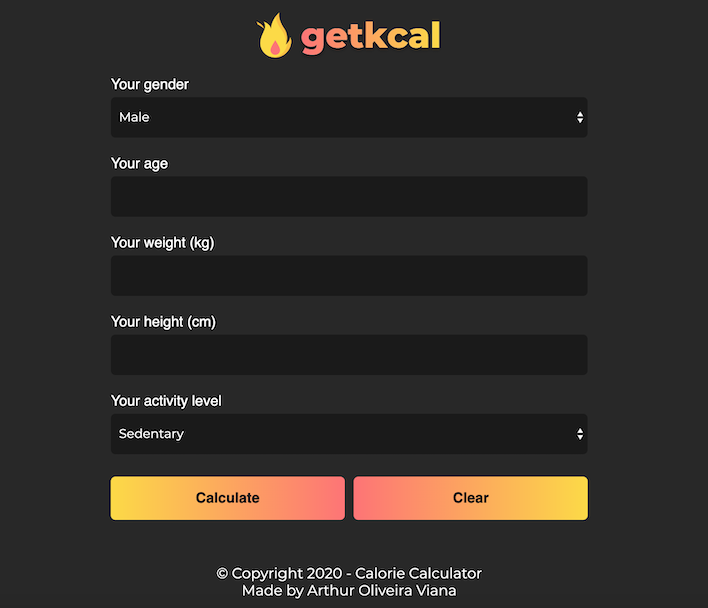 getkcal
Your gender
Male
Your age
Your weight (kg)
Your height (cm)
Your activity level
Sedentary
Calculate
Clear
© Copyright 2020 - Calorie Calculator
Made by Arthur Oliveira Viana